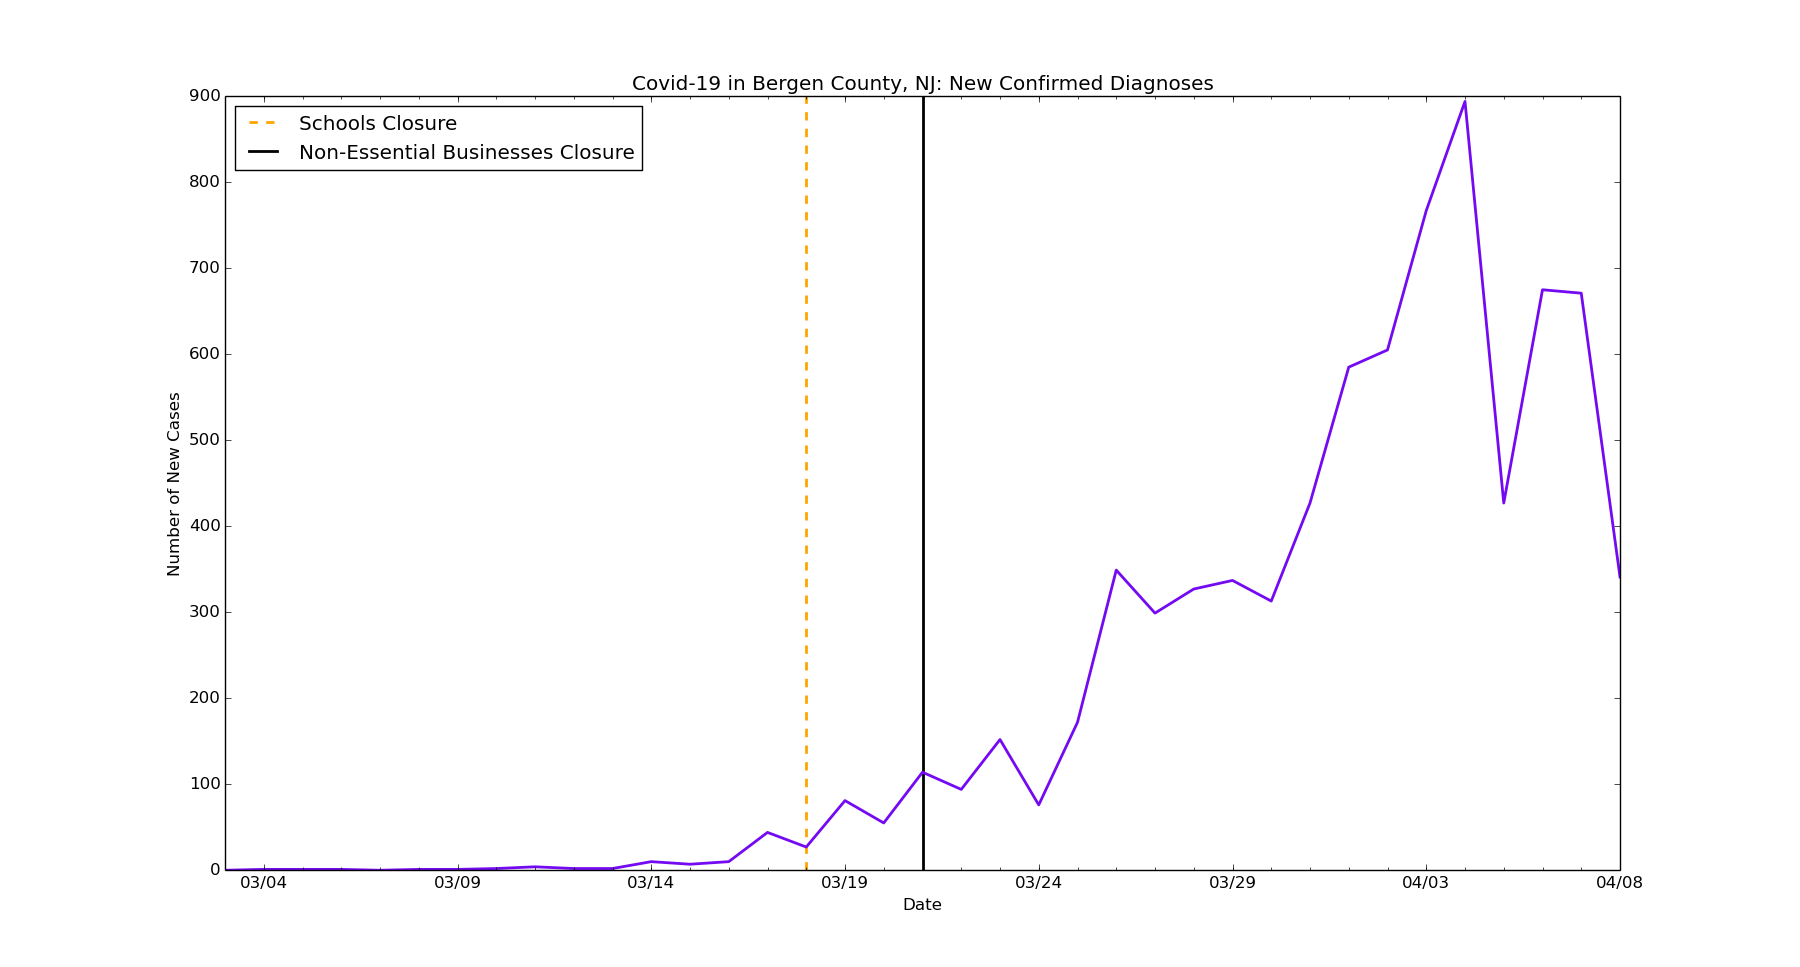 Covid-19 in Bergen County, NJ: New Confirmed Diagnoses
Schools Closure
Non-Essential Businesses Closure
Number of New Cases
900
800
700
600
500
400
300
200
100
0
03/04 03/09 03/14 03/19 03/24 03/29 04/03 04/08
Date